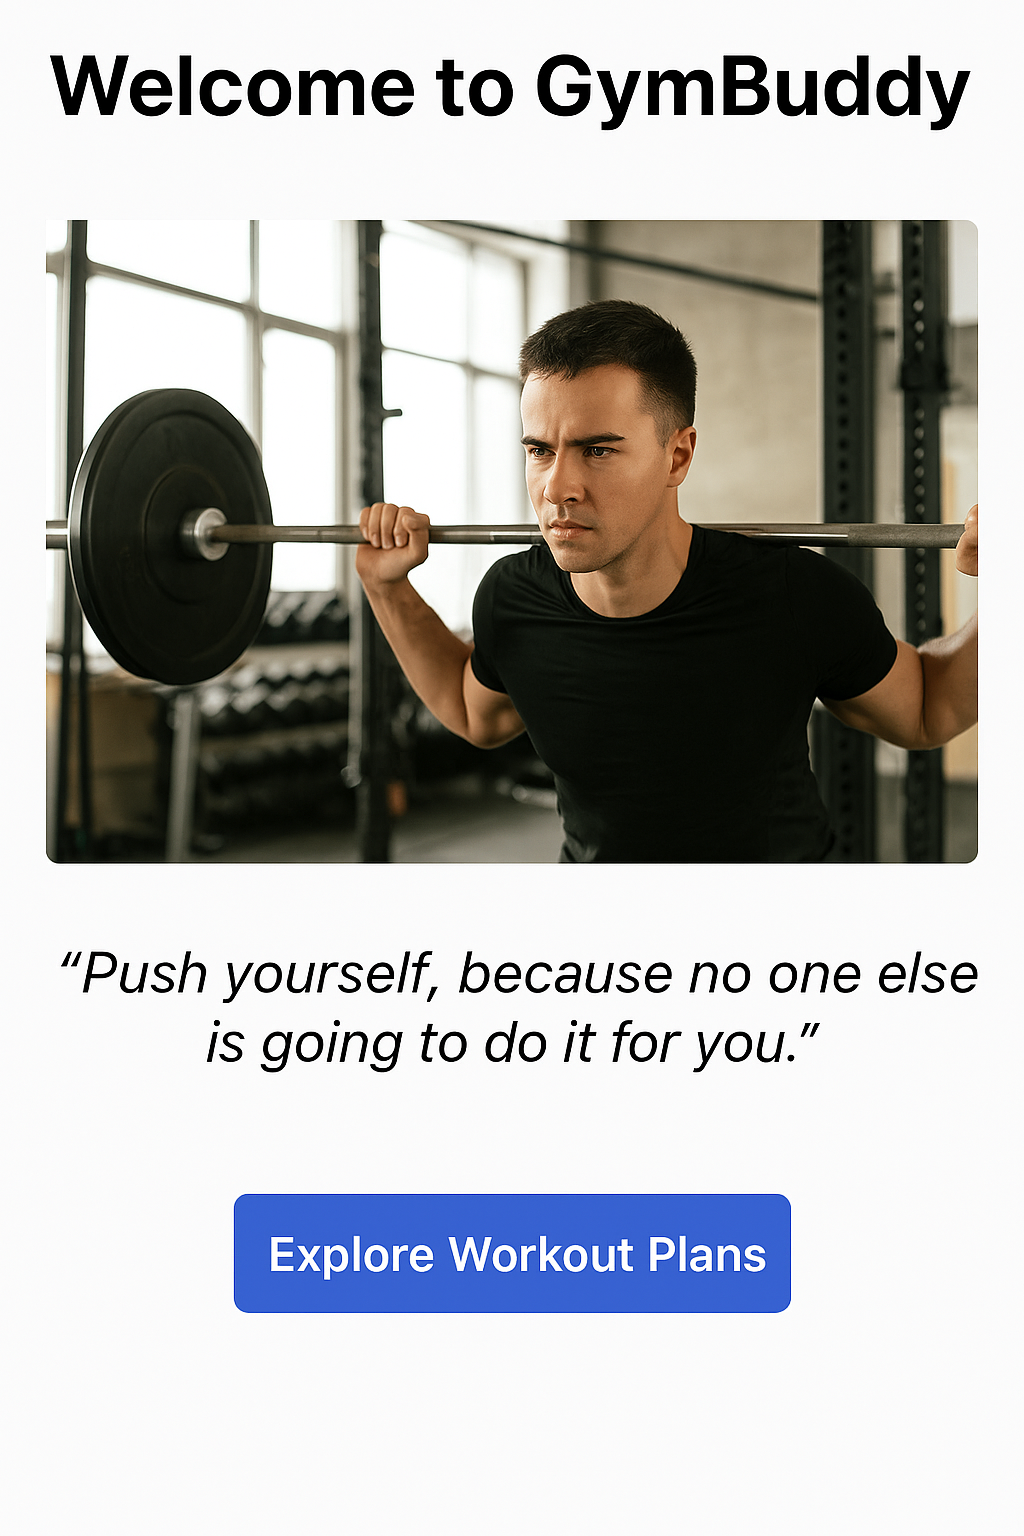 Welcome to GymBuddy
“Push yourself, because no one else
is going to do it for you.”
Explore Workout Plans